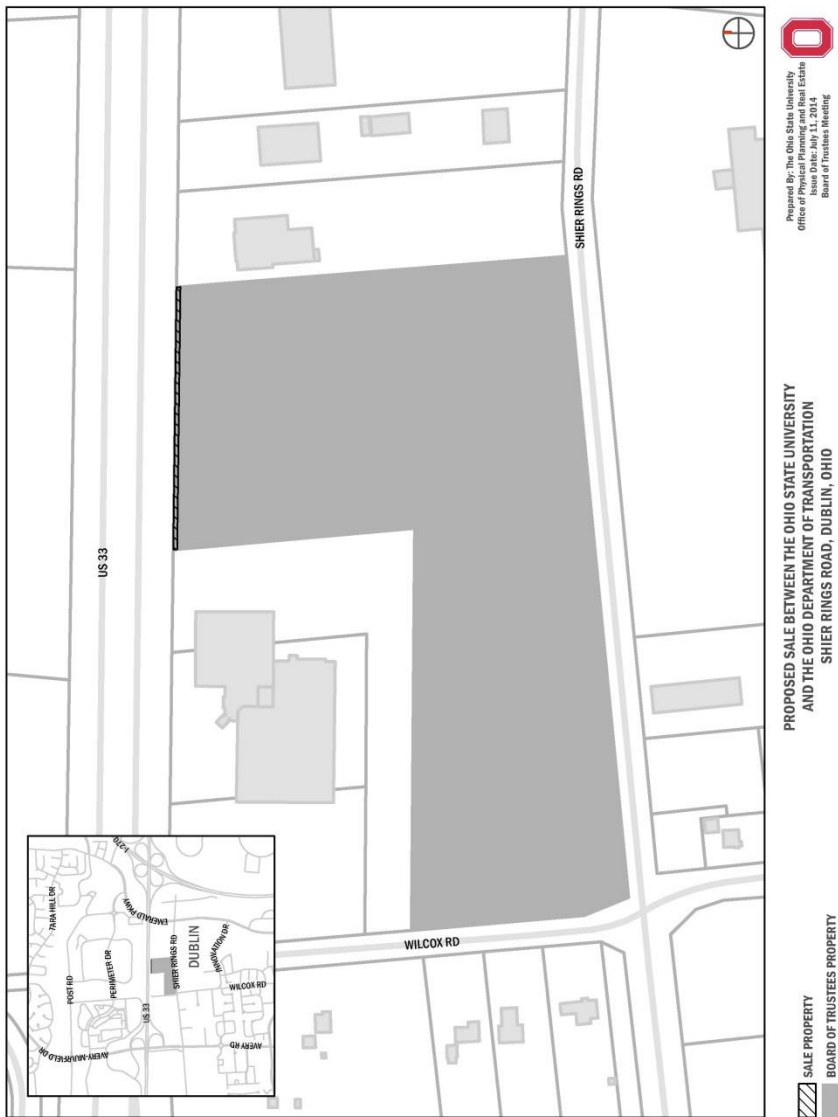 US 33
SHIER RINGS RD
WILCOX RD
TARA HILL DR
POST RD
PERIMETER DR
AVERY-MUIRFIELD DR
I-270
EMERALD PKWY
US 33
SHIER RINGS RD
DUBLIN
INNOVATION DR
WILCOX RD
AVERY RD
SALE PROPERTY
BOARD OF TRUSTEES PROPERTY
PROPOSED SALE BETWEEN THE OHIO STATE UNIVERSITY
AND THE OHIO DEPARTMENT OF TRANSPORTATION
SHIER RINGS ROAD, DUBLIN, OHIO
Prepared By: The Ohio State University
Office of Physical Planning and Real Estate
Issue Date: July 11, 2014
Board of Trustees Meeting